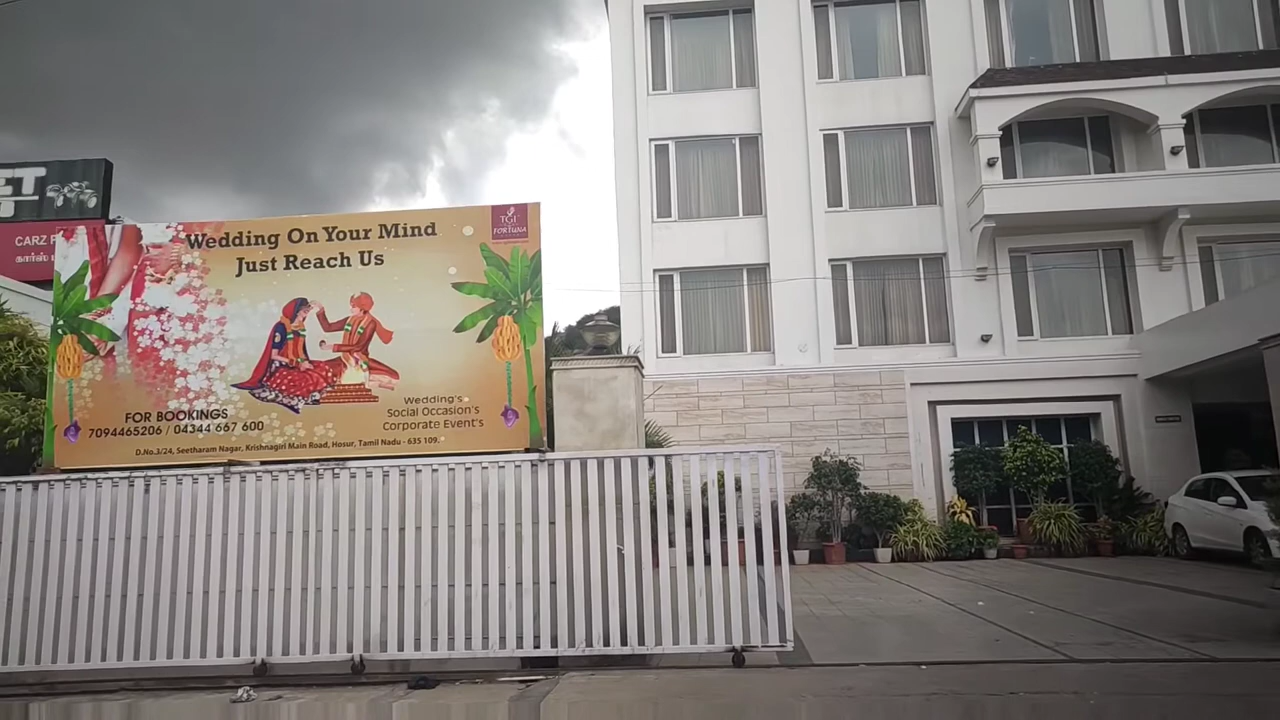 ET
CARZ
கார்ஸ்
Wedding On Your Mind
Just Reach Us
TGI
FORTUNA
Wedding's
Social Occasion's
Corporate Event's
FOR BOOKINGS
7094465206 / 04344 667 600
D.No.3/24, Seetharam Nagar, Krishnagiri Main Road, Hosur, Tamil Nadu - 635 109.